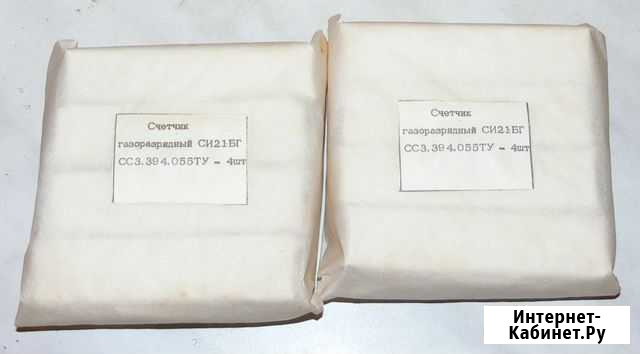 Счетчик
газоразрядный СИ21БГ
СС3.394.055ТУ – 4шт
Счетчик
газоразрядный СИ21БГ
СС3.394.055ТУ – 4шт
Интернет-
Кабинет.Ру